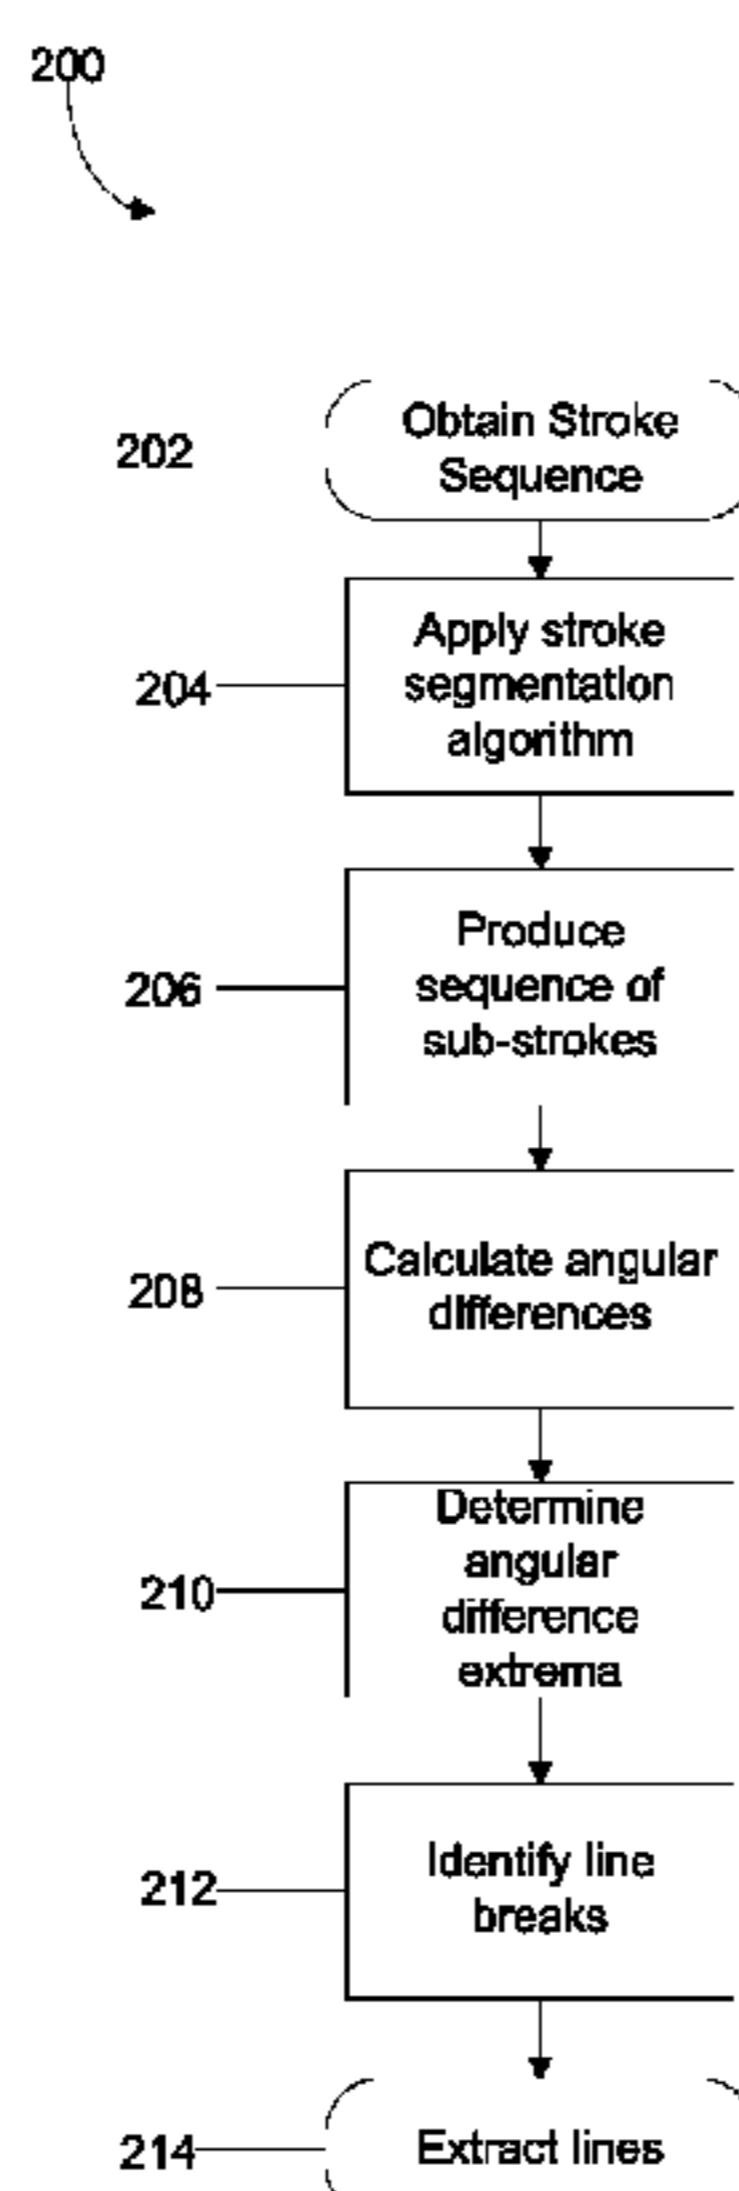 200
202
Obtain Stroke
Sequence
204
Apply stroke
segmentation
algorithm
206
Produce
sequence of
sub-strokes
208
Calculate angular
differences
210
Determine
angular
difference
extrema
212
Identify line
breaks
214
Extract lines